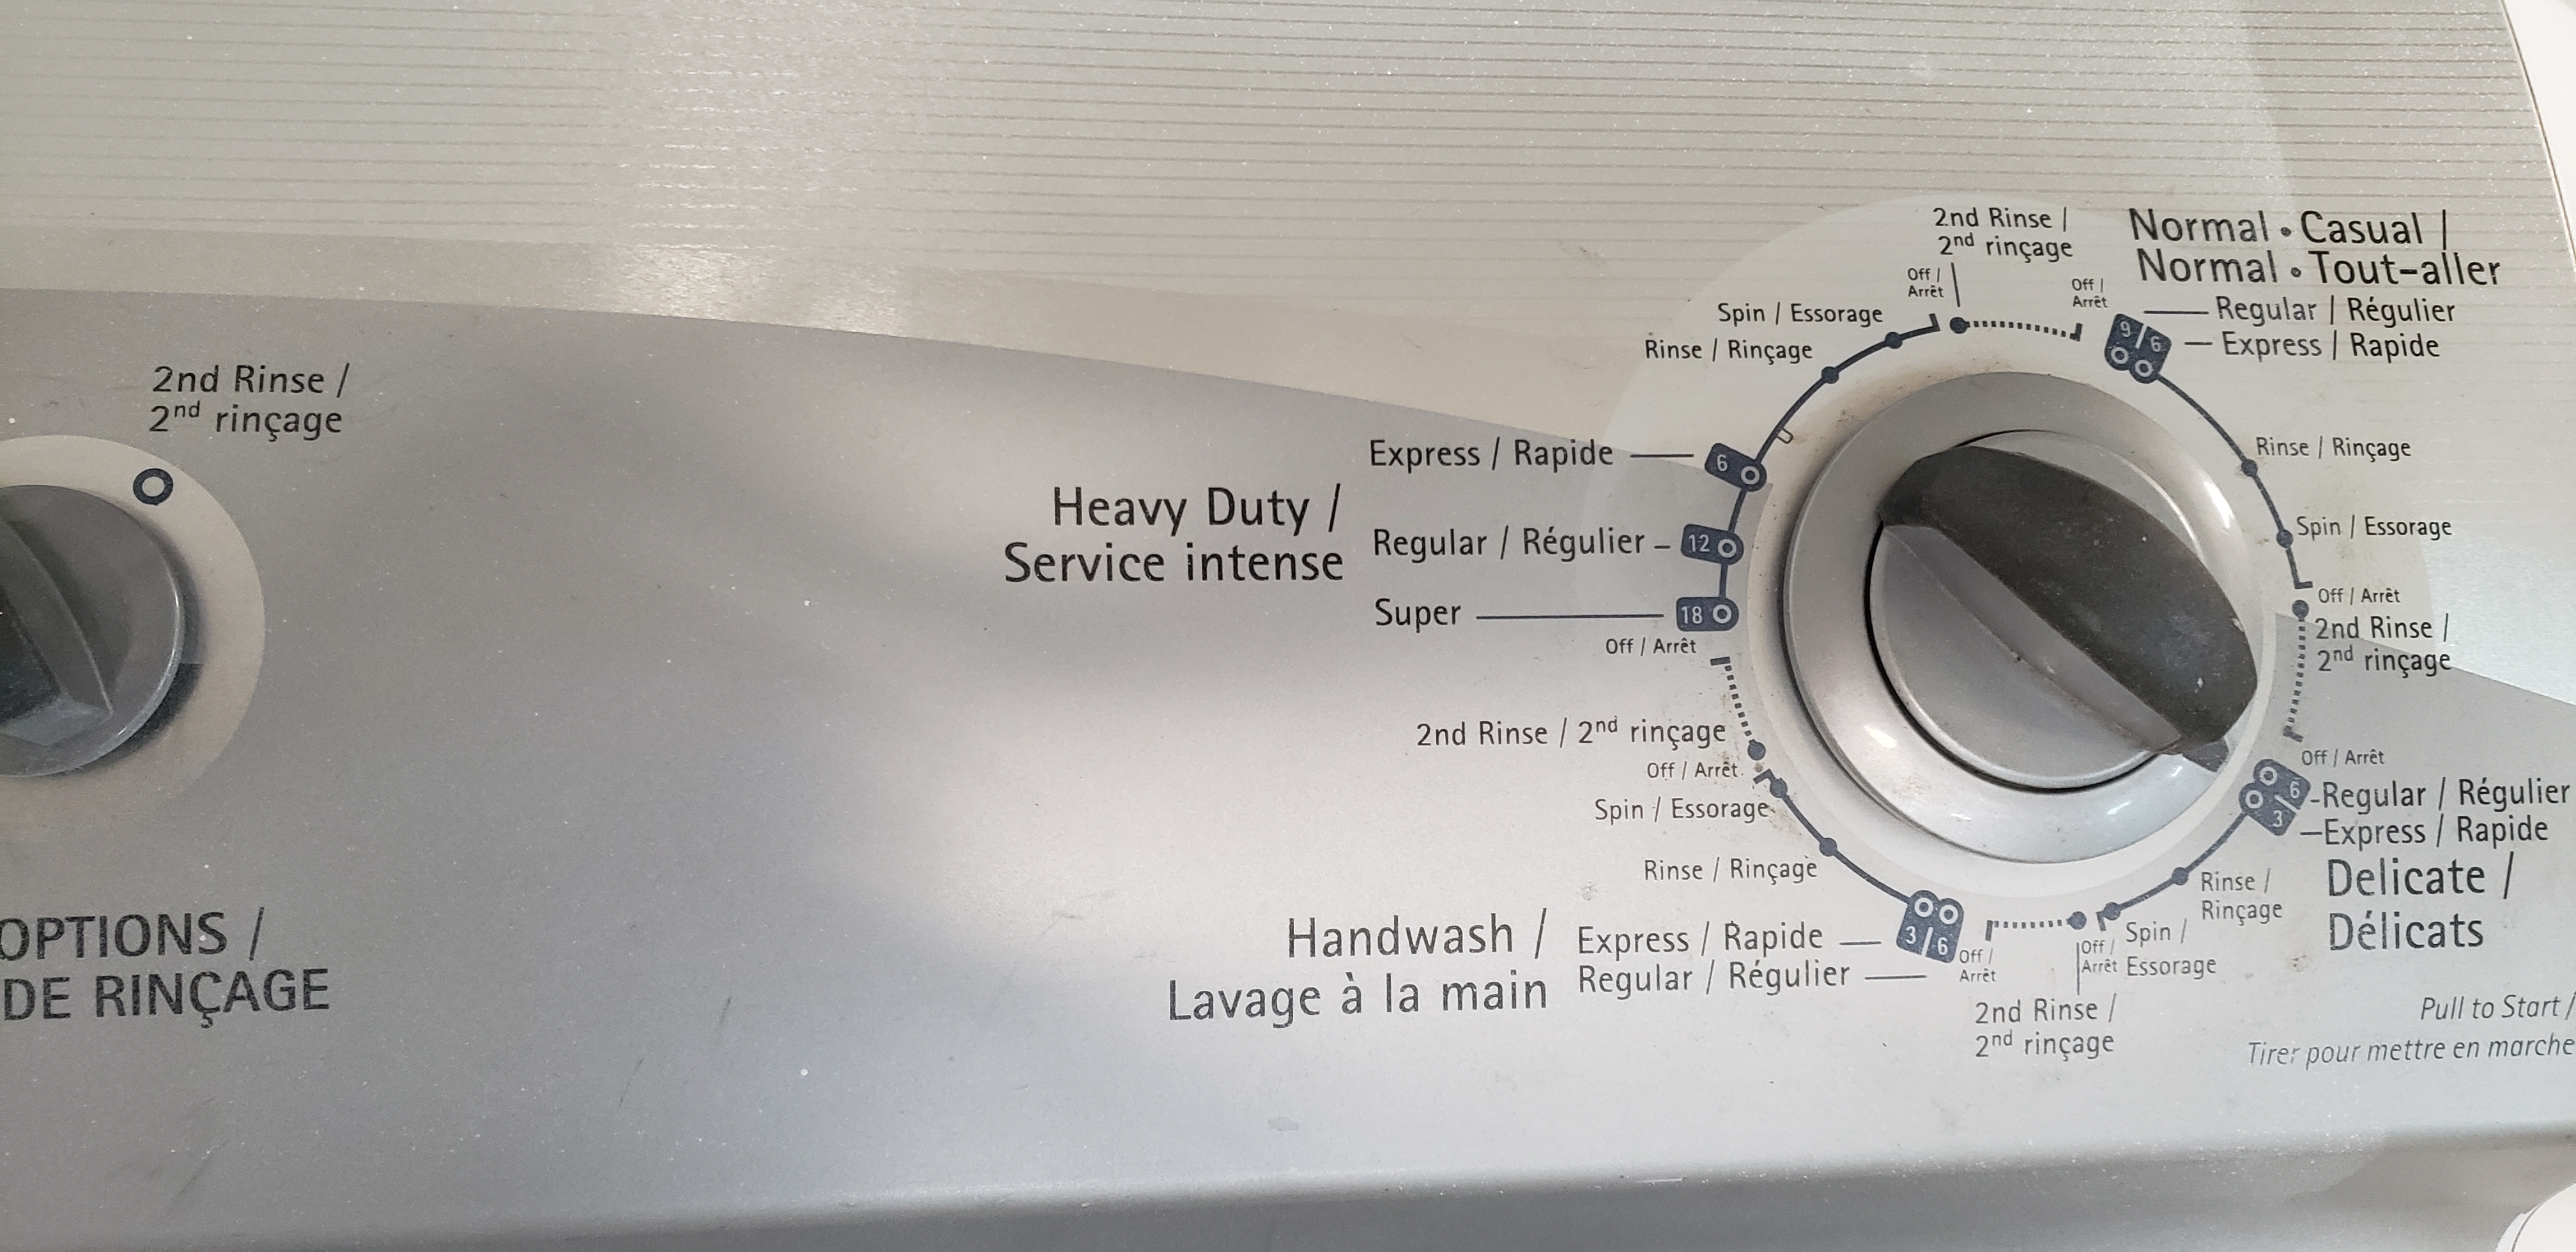 2nd Rinse /
2nd rinçage
OPTIONS /
DE RINÇAGE
2nd Rinse /
2nd rinçage
Off /
Arrêt
Spin / Essorage
Rinse / Rinçage
Heavy Duty /
Service intense
Express / Rapide
6
Regular / Régulier
12
Super
18
Off / Arrêt
2nd Rinse / 2nd rinçage
Off / Arrêt
Spin / Essorage
Rinse / Rinçage
Handwash /
Lavage à la main
Express / Rapide
Regular / Régulier
3/6
Off /
Arrêt
Normal • Casual /
Normal • Tout-aller
Off /
Arrêt
9/6
Regular / Régulier
Express / Rapide
Rinse / Rinçage
Spin / Essorage
Off / Arrêt
2nd Rinse /
2nd rinçage
Off / Arrêt
6/3
Regular / Régulier
Express / Rapide
Delicate /
Délicats
Rinse /
Rinçage
Spin /
Essorage
Off /
Arrêt
2nd Rinse /
2nd rinçage
Pull to Start /
Tirer pour mettre en marche